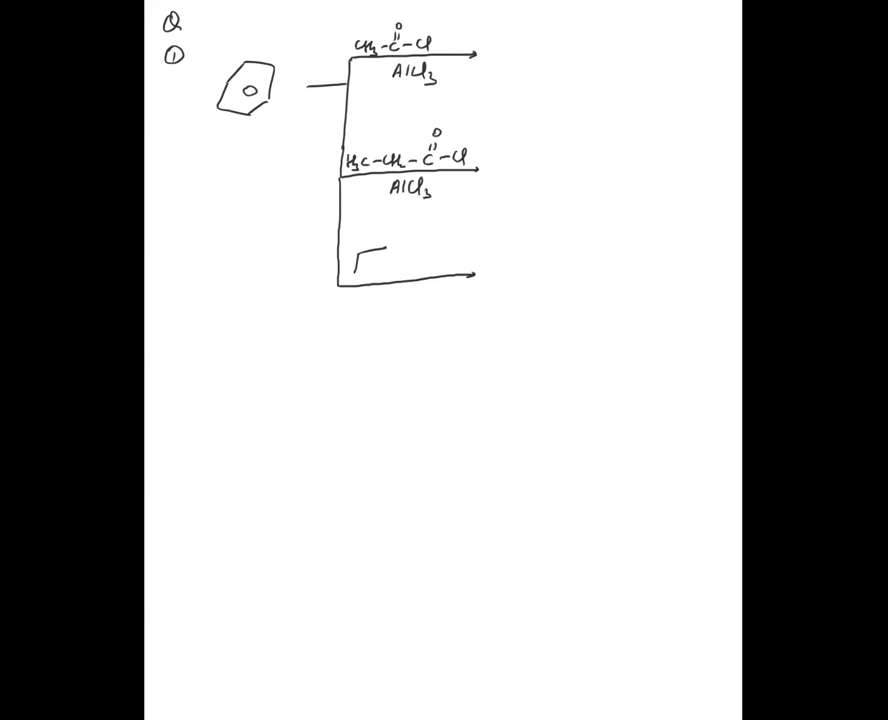 Q
①
O
CH₃-C-Cl
AlCl₃
O
H₃C-CH₂-C-Cl
AlCl₃